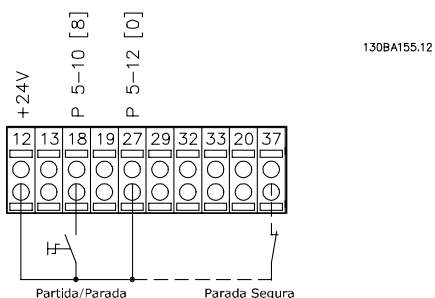 130BA155.12
+24V
P 5-10 [8]
P 5-12 [0]
12 13 18 19 27 29 32 33 20 37
Partida/Parada Parada Segura